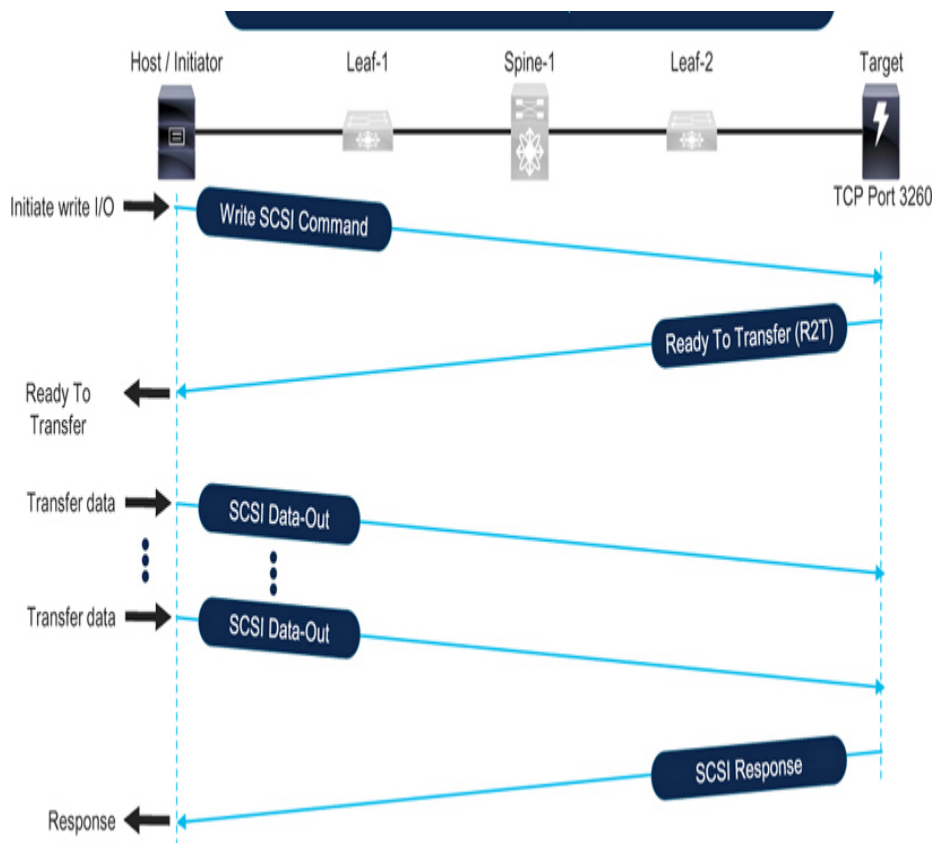 Host / Initiator
Leaf-1
Spine-1
Leaf-2
Target
TCP Port 3260
Initiate write I/O
Write SCSI Command
Ready To Transfer (R2T)
Ready To
Transfer
Transfer data
SCSI Data-Out
Transfer data
SCSI Data-Out
SCSI Response
Response